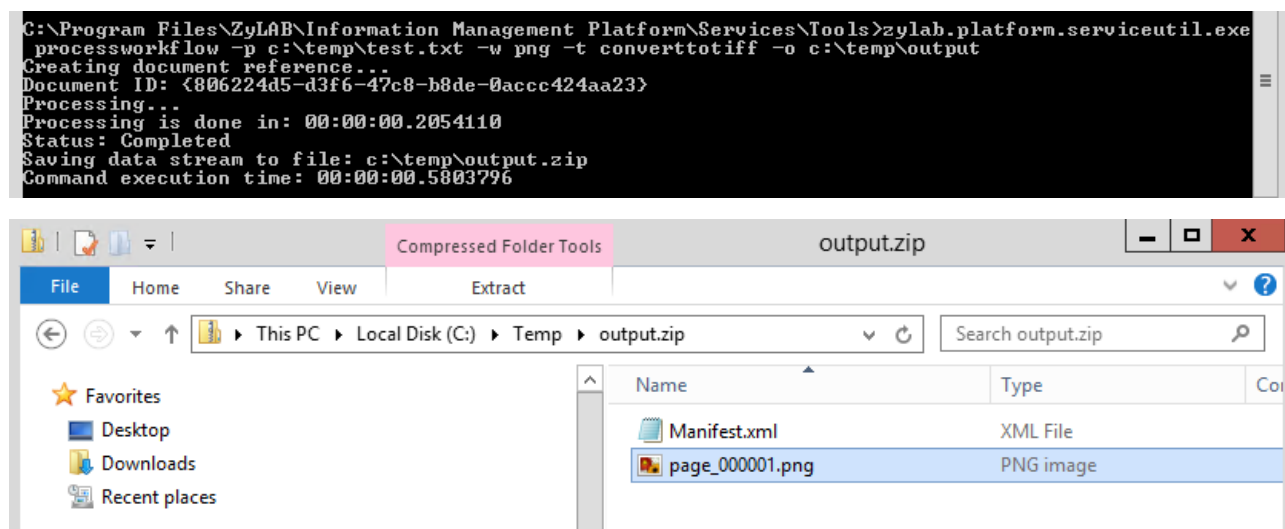 C:\Program Files\ZyLAB\Information Management Platform\Services\Tools>zylab.platform.serviceutil.exe
processworkflow -p c:\temp\test.txt -w png -t converttotiff -o c:\temp\output
Creating document reference...
Document ID: {806224d5-d3f6-47c8-b8de-0accc424aa23}
Processing...
Processing is done in: 00:00:00.2054110
Status: Completed
Saving data stream to file: c:\temp\output.zip
Command execution time: 00:00:00.5803796
Compressed Folder Tools output.zip
File Home Share View Extract
This PC Local Disk (C:) Temp output.zip Search output.zip
Name Type Co
Favorites
Desktop Manifest.xml XML File
Downloads page_000001.png PNG image
Recent places